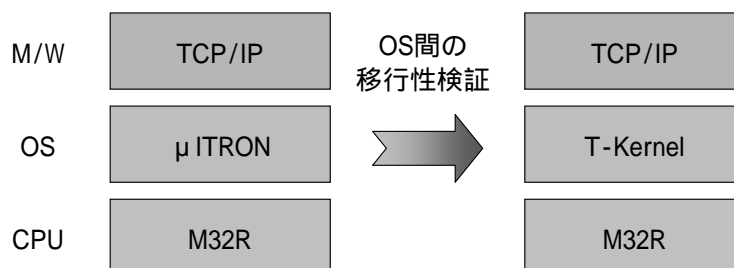 M/W
TCP/IP
OS間の
移行性検証
TCP/IP
OS
μITRON
T-Kernel
CPU
M32R
M32R